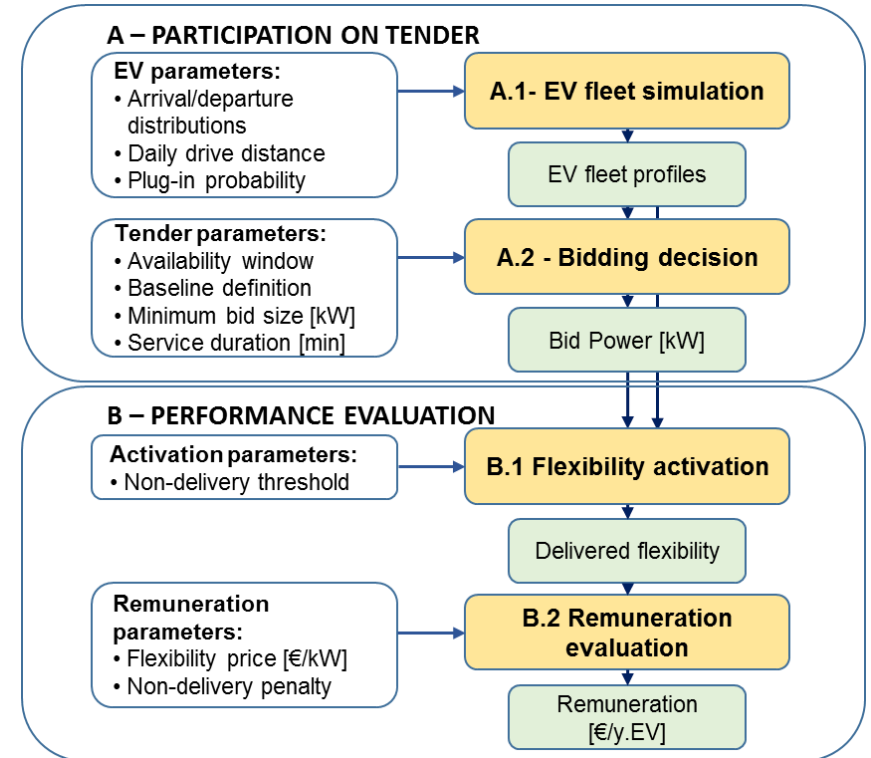 A – PARTICIPATION ON TENDER
EV parameters:
• Arrival/departure
distributions
• Daily drive distance
• Plug-in probability
A.1- EV fleet simulation
EV fleet profiles
Tender parameters:
• Availability window
• Baseline definition
• Minimum bid size [kW]
• Service duration [min]
A.2 - Bidding decision
Bid Power [kW]
B – PERFORMANCE EVALUATION
Activation parameters:
• Non-delivery threshold
B.1 Flexibility activation
Delivered flexibility
Remuneration
parameters:
• Flexibility price [€/kW]
• Non-delivery penalty
B.2 Remuneration
evaluation
Remuneration
[€/y.EV]